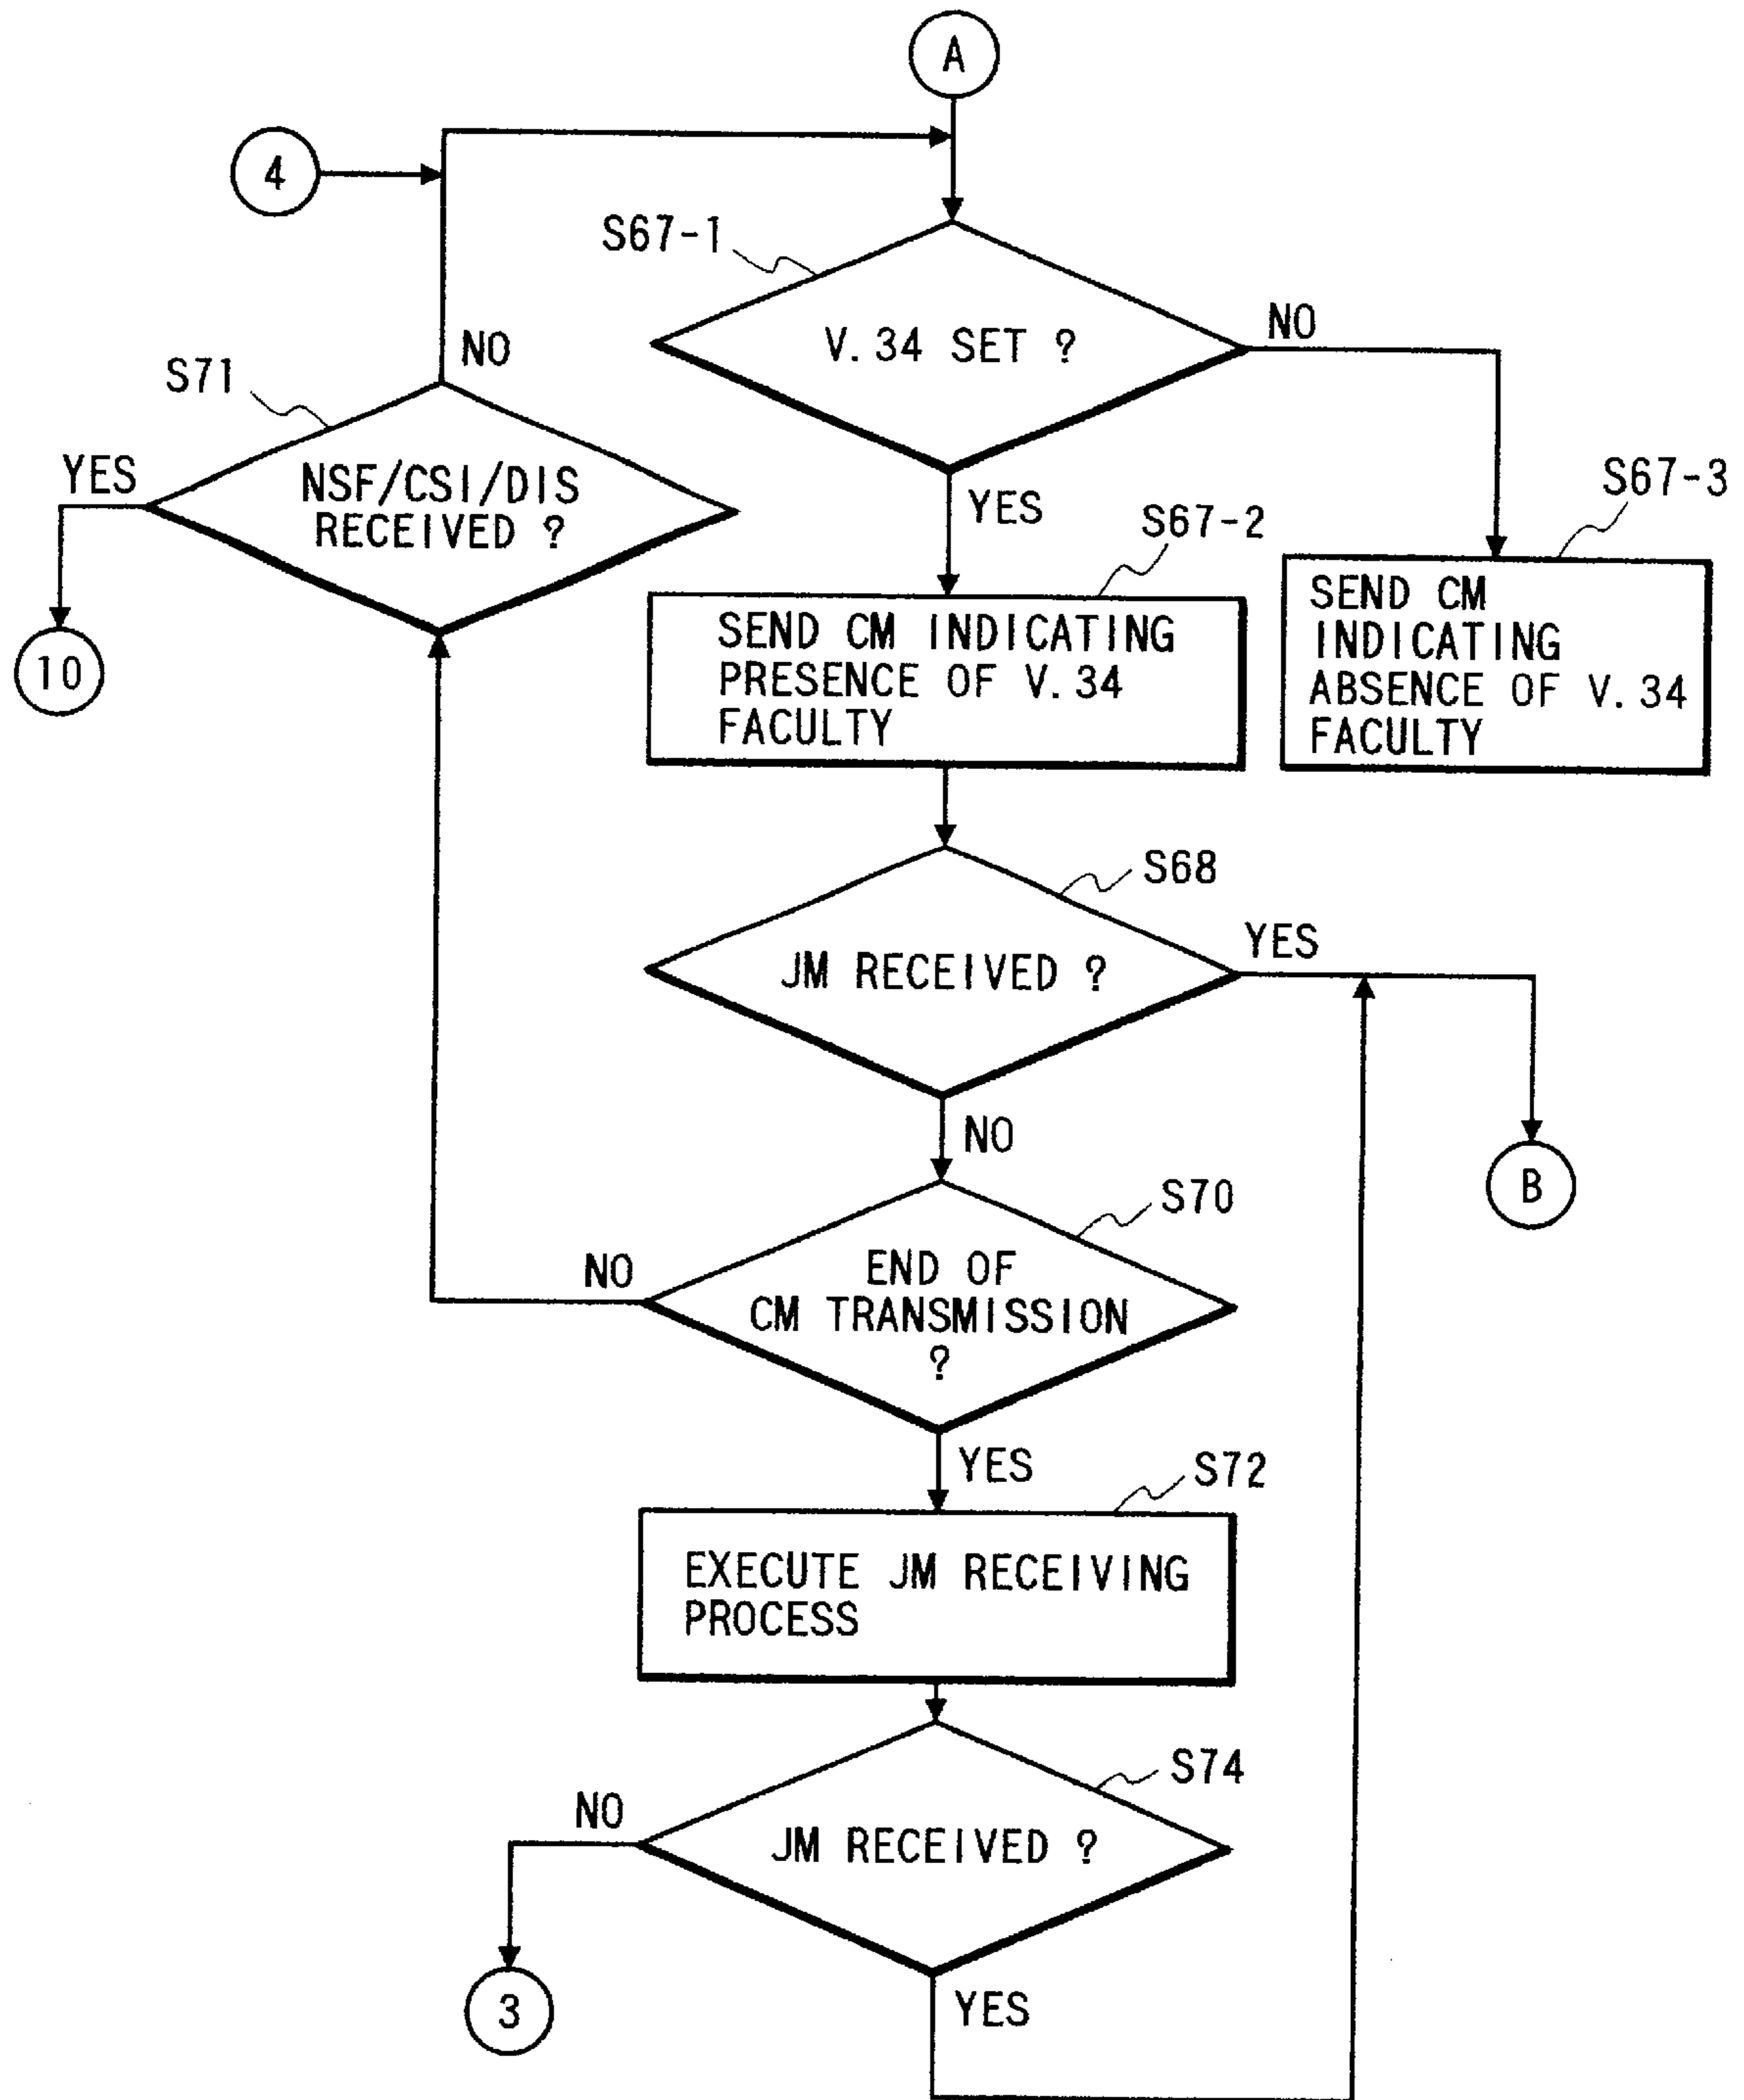 A
4
S67-1
V.34 SET ?
NO
NO
S71
YES
NSF/CSI/DIS
RECEIVED ?
YES
S67-2
S67-3
10
SEND CM INDICATING
PRESENCE OF V.34
FACULTY
SEND CM
INDICATING
ABSENCE OF V.34
FACULTY
S68
JM RECEIVED ?
YES
NO
B
S70
NO
END OF
CM TRANSMISSION
?
YES
S72
EXECUTE JM RECEIVING
PROCESS
S74
NO
JM RECEIVED ?
3
YES